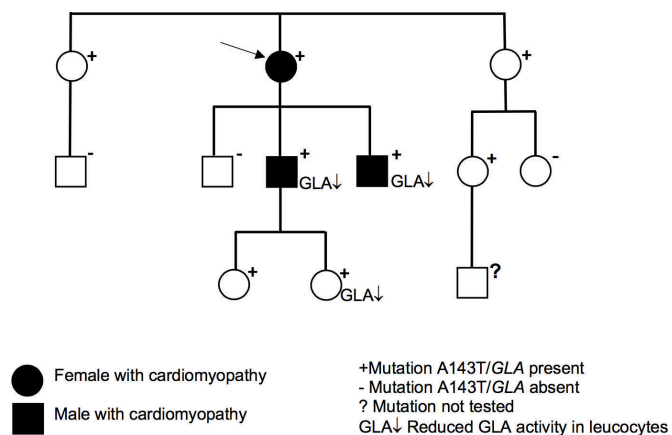 + + +
- - + + + -
GLA↓ GLA↓
+ + ?
GLA↓
Female with cardiomyopathy
Male with cardiomyopathy
+Mutation A143T/GLA present
- Mutation A143T/GLA absent
? Mutation not tested
GLA↓ Reduced GLA activity in leucocytes